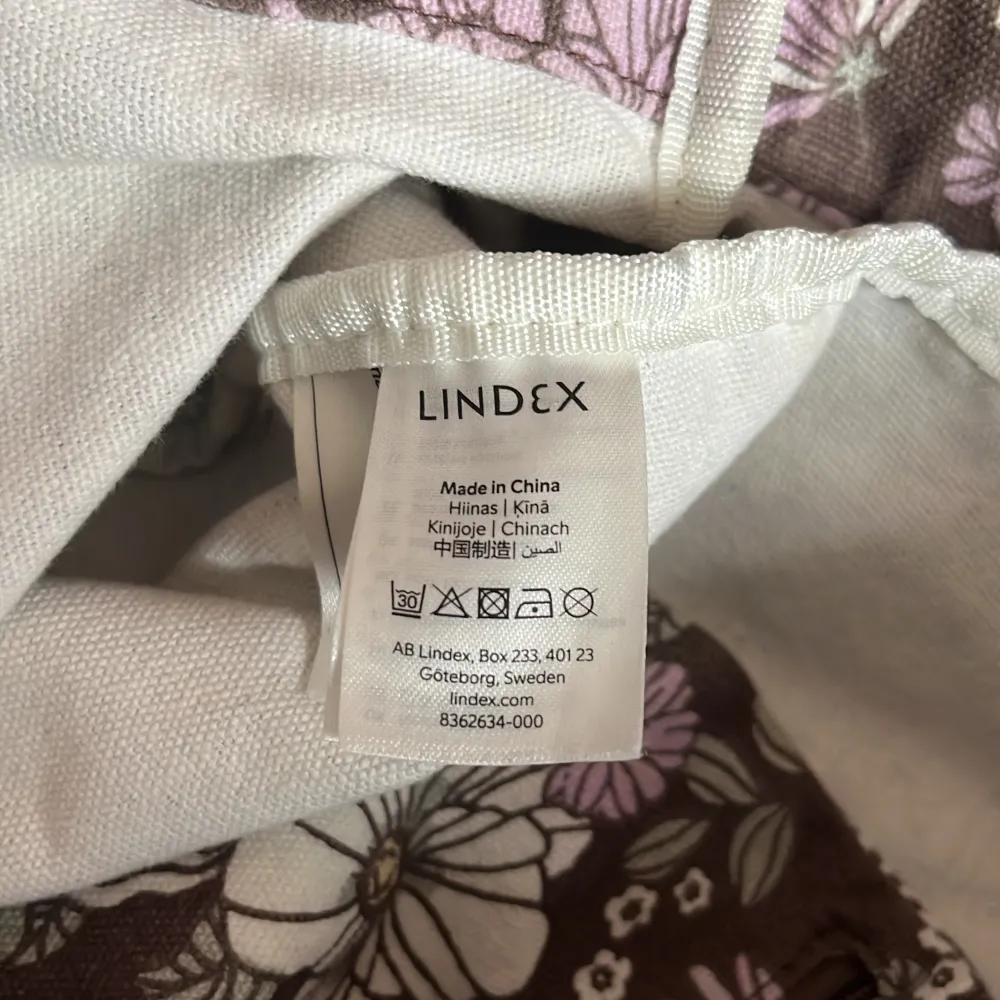 LINDEX
Made in China
Hiinas | Ķīnā
Kinijoje | Chinach
中国制造| الصين
30
AB Lindex, Box 233, 401 23
Göteborg, Sweden
lindex.com
8362634-000